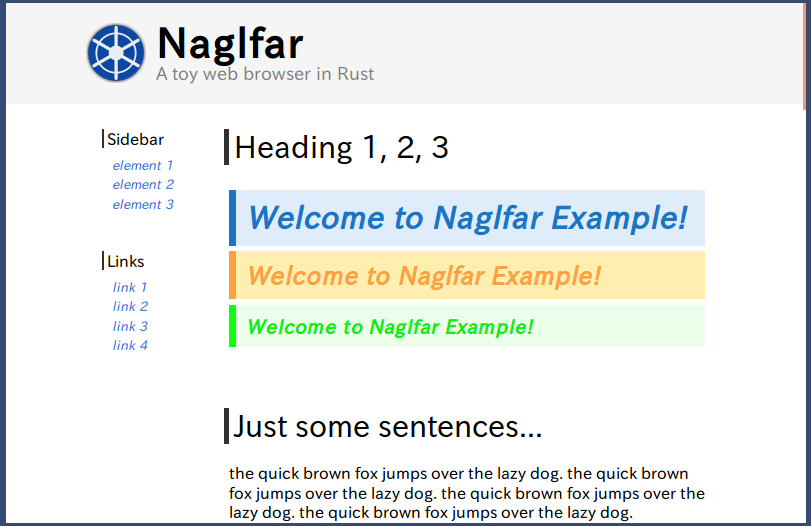 Naglfar
A toy web browser in Rust
Sidebar
element 1
element 2
element 3
Links
link 1
link 2
link 3
link 4
Heading 1, 2, 3
Welcome to Naglfar Example!
Welcome to Naglfar Example!
Welcome to Naglfar Example!
Just some sentences...
the quick brown fox jumps over the lazy dog. the quick brown
fox jumps over the lazy dog. the quick brown fox jumps over the
lazy dog. the quick brown fox jumps over the lazy dog.